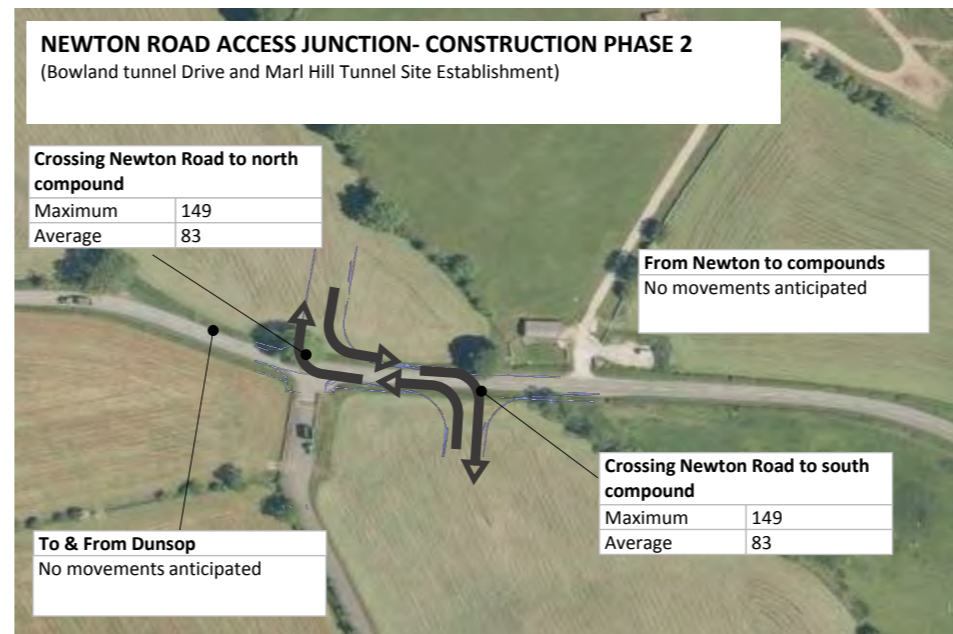 NEWTON ROAD ACCESS JUNCTION- CONSTRUCTION PHASE 2
(Bowland tunnel Drive and Marl Hill Tunnel Site Establishment)
Crossing Newton Road to north
compound
Maximum 149
Average 83
From Newton to compounds
No movements anticipated
Crossing Newton Road to south
compound
Maximum 149
Average 83
To & From Dunsop
No movements anticipated